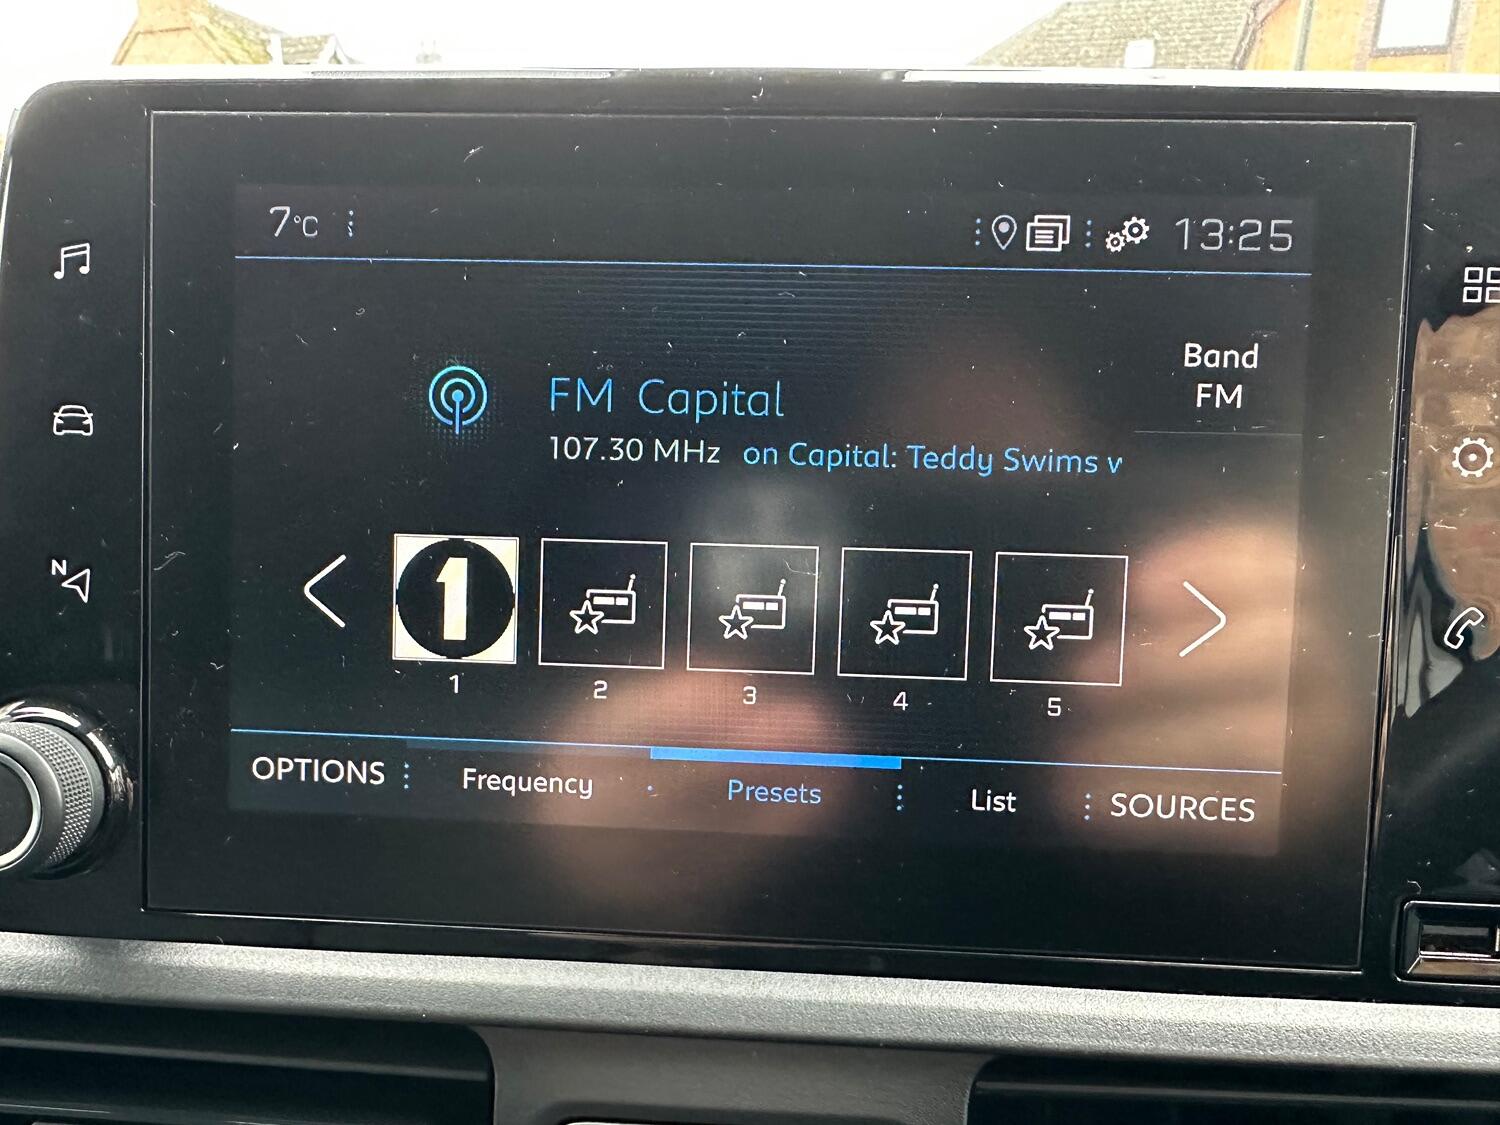 7°C
13:25
Band
FM
FM Capital
107.30 MHz on Capital: Teddy Swims v
N
1
1 2 3 4 5
OPTIONS Frequency Presets List SOURCES